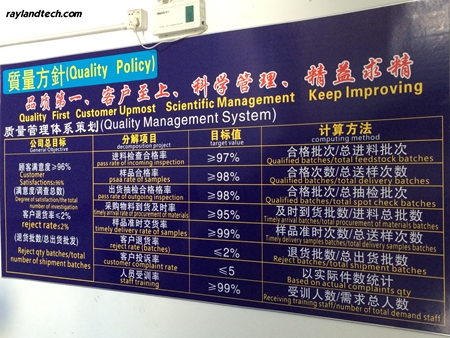 raylandtech.com
質量方針(Quality Policy)
品质第一、客户至上、科学管理、精益求精
Quality First Customer Upmost Scientific Management Keep Improving
质量管理体系策划(Quality Management System)
公司总目标 分解项目 目标值 计算方法
General Objective decomposition project target value computing method
顾客满意度≥96%
Customer
Satisfaction≥96%
(满意度/调查总数)
Degree of satisfaction/the total
number of investigation
客户退货率≤2%
reject rate≤2%
(退货批数/总出货批)
Reject qty batches/total
number of shipment batches
进料检查合格率 ≥97% 合格批次/总进料批次
pass rate of incoming inspection Qualified batches/total feedstock batches
样品合格率 ≥98% 合格次数/总送样次数
psaa rate of samples Qualified batches/total delivery batches
出货抽检合格率 ≥98% 合格批次/总抽检批次
pass rate of outgoing inspection Qualified batches/total spot check batches
采购物料到货及时率 ≥95% 及时到货批数/进料总批数
Timely arrival rate of procurement of materials Timely arrival batches/total procurement of materials
样品准时交货率 ≥99% 样品准时次数/总送样次数
timely delivery rate of samples Timely delivery samples batches/total delivery samples batches
客户退货率 ≤2% 退货批数/总出货批数
reject rate (batches) Reject batches/total shipment batches
客户投诉率 ≤5 以实际件数统计
customer complaint rate Based on actual complaints qty
人员受训率 ≥99% 受训人数/需求总人数
staff training Receiving training staff/number of total demand staff